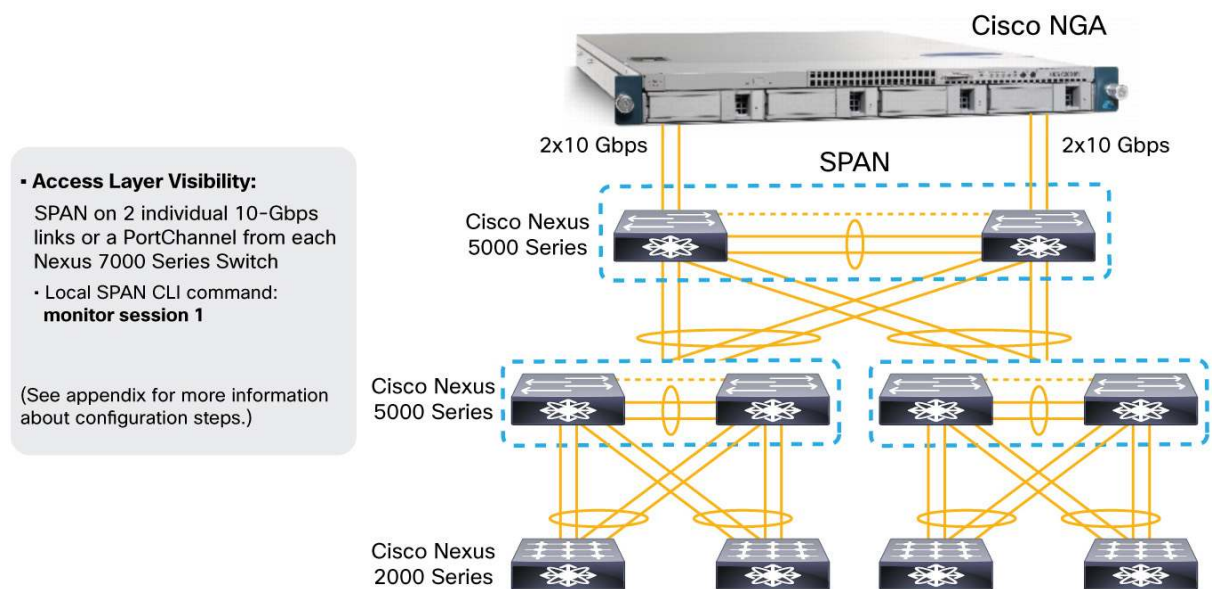 Cisco NGA
2x10 Gbps
2x10 Gbps
SPAN
▪ Access Layer Visibility:
SPAN on 2 individual 10-Gbps
links or a PortChannel from each
Nexus 7000 Series Switch
▪ Local SPAN CLI command:
monitor session 1
(See appendix for more information
about configuration steps.)
Cisco Nexus
5000 Series
Cisco Nexus
5000 Series
Cisco Nexus
2000 Series